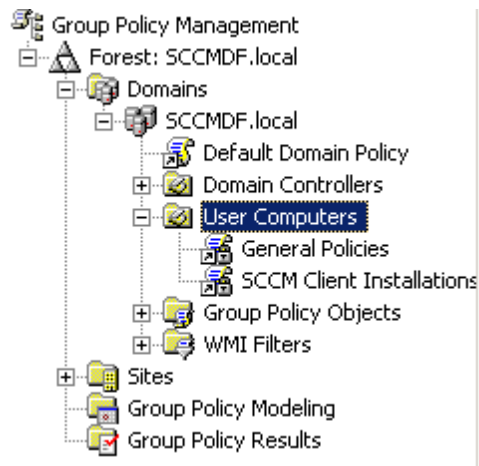 Group Policy Management
Forest: SCCMDF.local
Domains
SCCMDF.local
Default Domain Policy
Domain Controllers
User Computers
General Policies
SCCM Client Installations
Group Policy Objects
WMI Filters
Sites
Group Policy Modeling
Group Policy Results